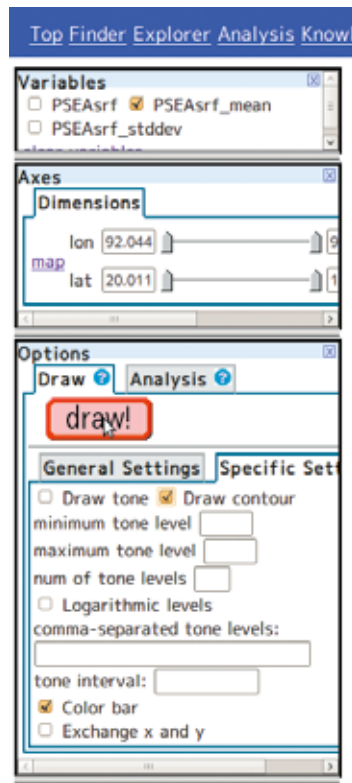 Top Finder Explorer Analysis
Variables
PSEAsrf PSEAsrf_mean
PSEAsrf_stddev
Axes
Dimensions
lon 92.044 9
map
lat 20.011 1
Options
Draw ? Analysis ?
draw!
General Settings Specific
Draw tone Draw contour
minimum tone level
maximum tone level
num of tone levels
Logarithmic levels
comma-separated tone levels:
tone interval:
Color bar
Exchange x and y